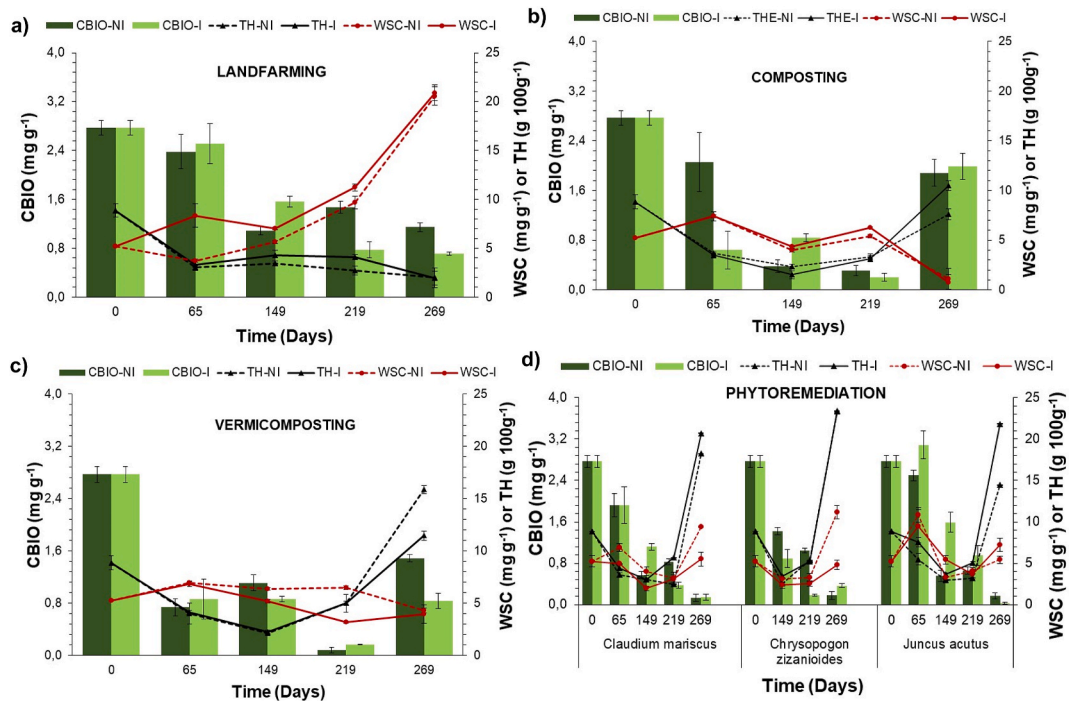 a)
CBIO-NI CBIO-I TH-NI TH-I WSC-NI WSC-I
LANDFARMING
4,0
3,2
2,4
1,6
0,8
0,0
CBIO (mg g-1)
25
20
15
10
5
0
WSC (mg g-1) or TH (g 100g-1)
0 65 149 219 269
Time (Days)
b)
CBIO-NI CBIO-I THE-NI THE-I WSC-NI WSC-I
COMPOSTING
4,0
3,2
2,4
1,6
0,8
0,0
CBIO (mg g-1)
25
20
15
10
5
0
WSC (mg g-1) or TH (g 100g-1)
0 65 149 219 269
Time (Days)
c)
CBIO-NI CBIO-I TH-NI TH-I WSC-NI WSC-I
VERMICOMPOSTING
4,0
3,2
2,4
1,6
0,8
0,0
CBIO (mg g-1)
25
20
15
10
5
0
WSC (mg g-1) or TH (g 100g-1)
0 65 149 219 269
Time (Days)
d)
CBIO-NI CBIO-I TH-NI TH-I WSC-NI WSC-I
PHYTOREMEDIATION
4,0
3,2
2,4
1,6
0,8
0,0
CBIO (mg g-1)
25
20
15
10
5
0
WSC (mg g-1) or TH (g 100g-1)
0 65 149 219 269 0 149 219 269 0 65 149 219 269
Claudium mariscus Chrysopogon zizanioides Juncus acutus
Time (Days)